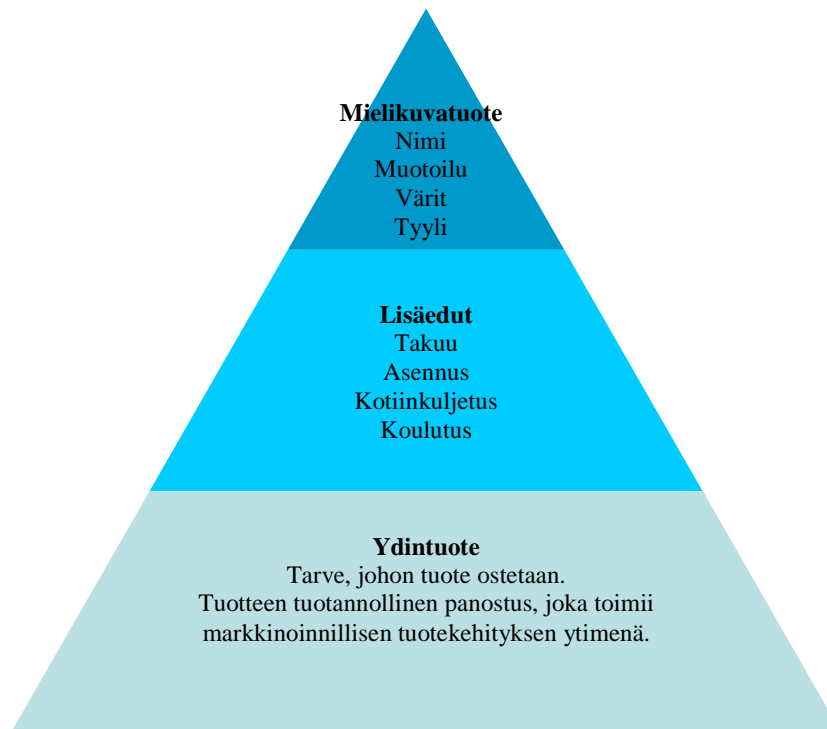 Mielikuvatuote
Nimi
Muotoilu
Värit
Tyyli
Lisäedut
Takuu
Asennus
Kotiinkuljetus
Koulutus
Ydintuote
Tarve, johon tuote ostetaan.
Tuotteen tuotannollinen panostus, joka toimii
markkinoinnillisen tuotekehityksen ytimenä.